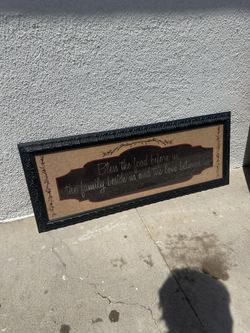 Bless the food before us
the family beside us and the love between us